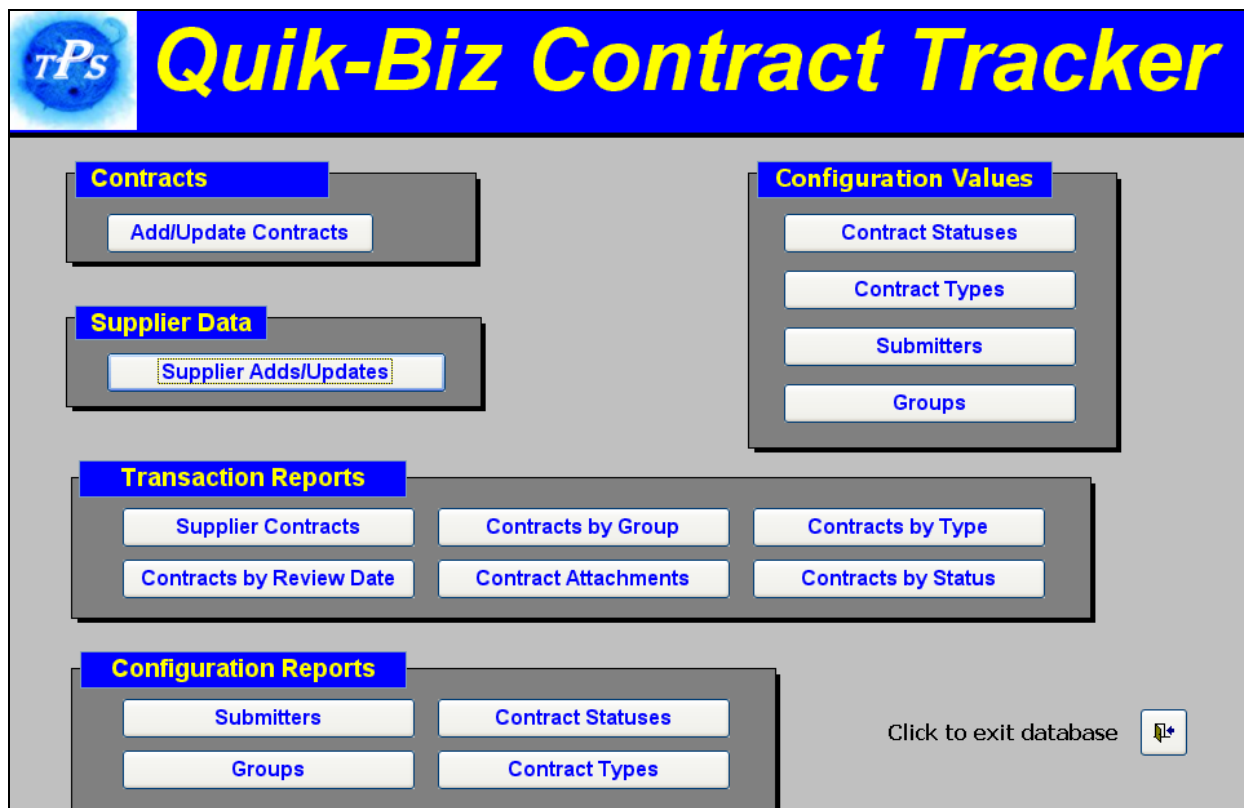 TPS
Quik-Biz Contract Tracker
Contracts
Add/Update Contracts
Supplier Data
Supplier Adds/Updates
Configuration Values
Contract Statuses
Contract Types
Submitters
Groups
Transaction Reports
Supplier Contracts Contracts by Group Contracts by Type
Contracts by Review Date Contract Attachments Contracts by Status
Configuration Reports
Submitters Contract Statuses
Groups Contract Types
Click to exit database